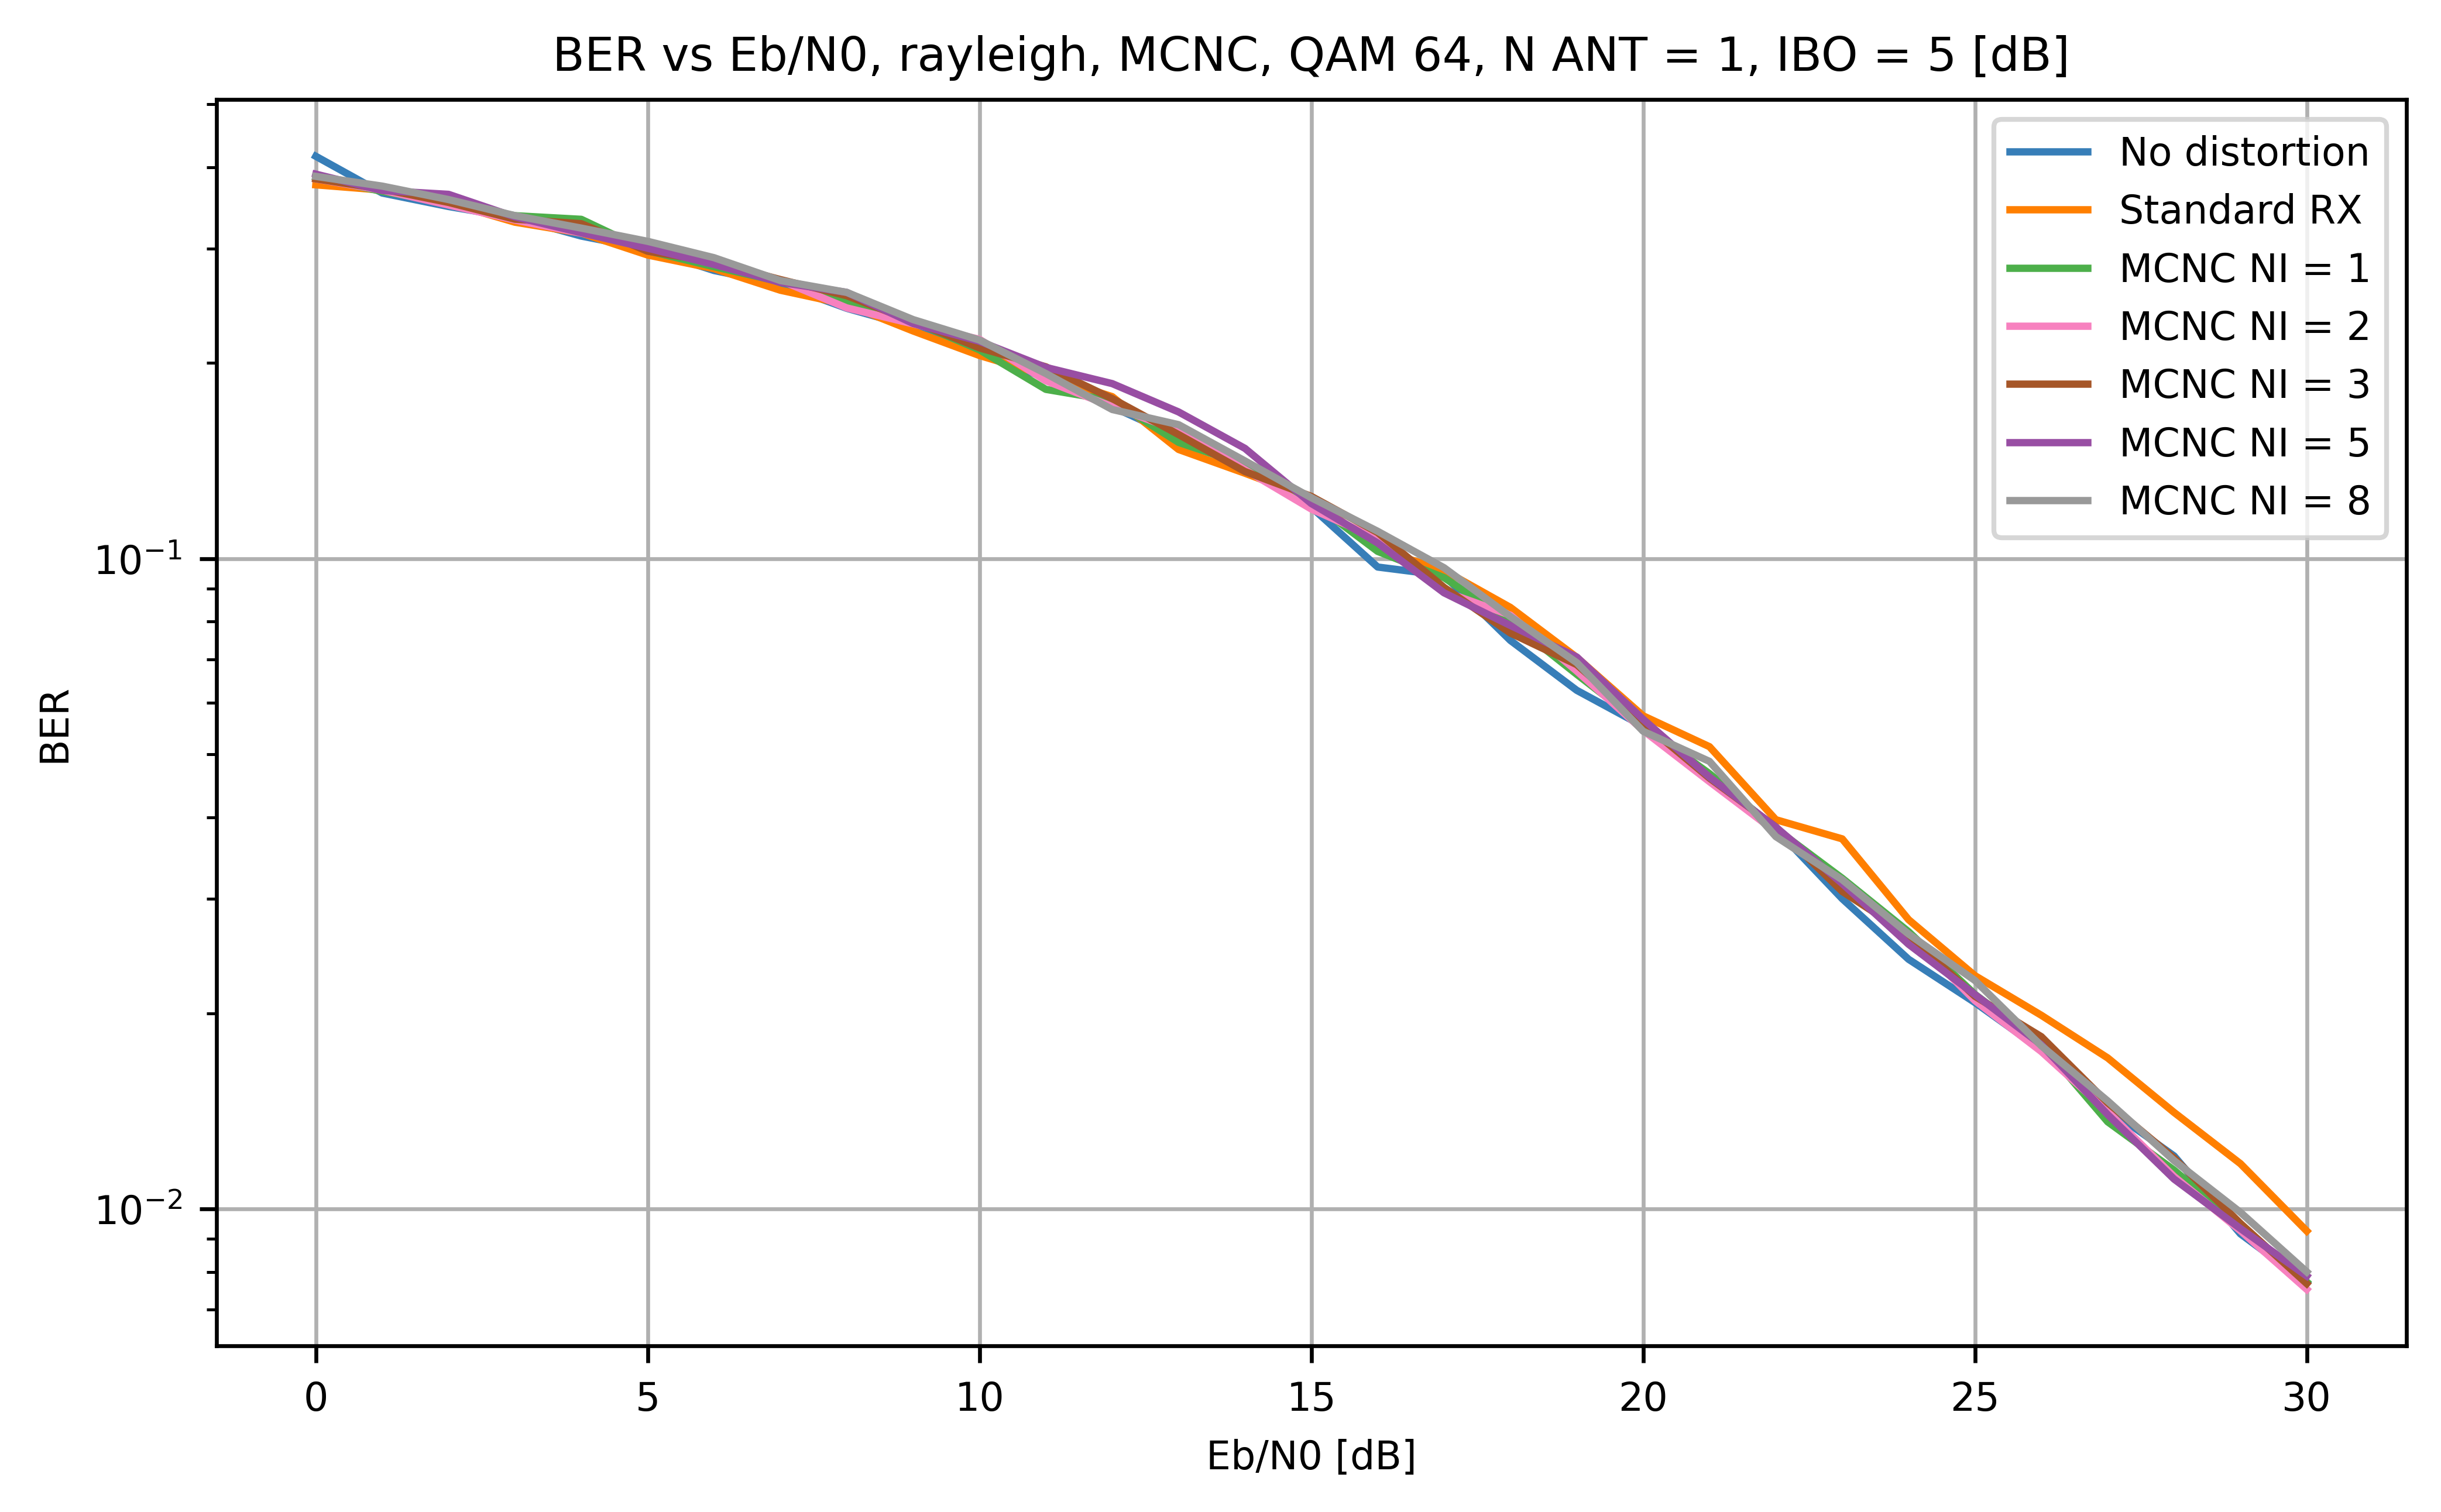 BER vs Eb/N0, rayleigh, MCNC, QAM 64, N ANT = 1, IBO = 5 [dB]
No distortion
Standard RX
MCNC NI = 1
MCNC NI = 2
MCNC NI = 3
MCNC NI = 5
MCNC NI = 8
BER
10⁻¹
10⁻²
0 5 10 15 20 25 30
Eb/N0 [dB]